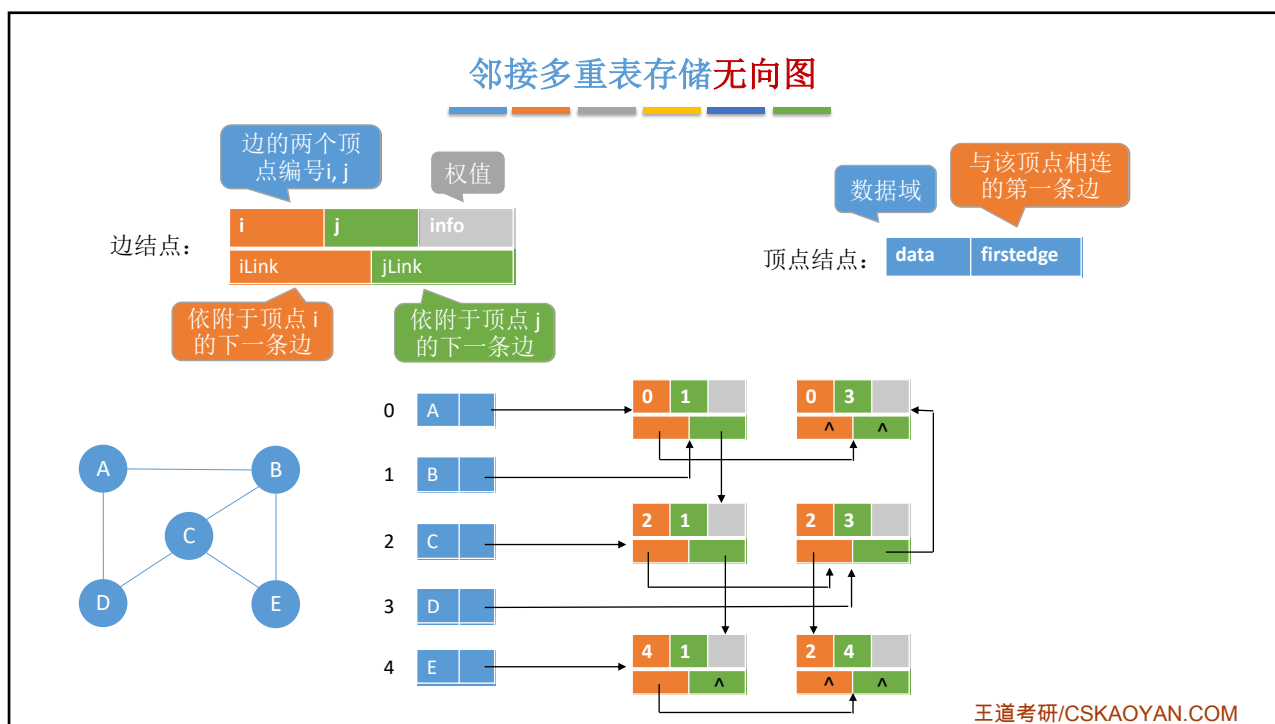 邻接多重表存储无向图
边的两个顶
点编号i, j
权值
与该顶点相连
的第一条边
数据域
i j info
边结点：
iLink jLink
顶点结点：
data firstedge
依附于顶点 i
的下一条边
依附于顶点 j
的下一条边
0 A
0 1
0 3
^ ^
1 B
2 C
2 1
2 3
3 D
4 E
4 1
^
2 4
^ ^
A
B
C
D
E
王道考研/CSKAOYAN.COM